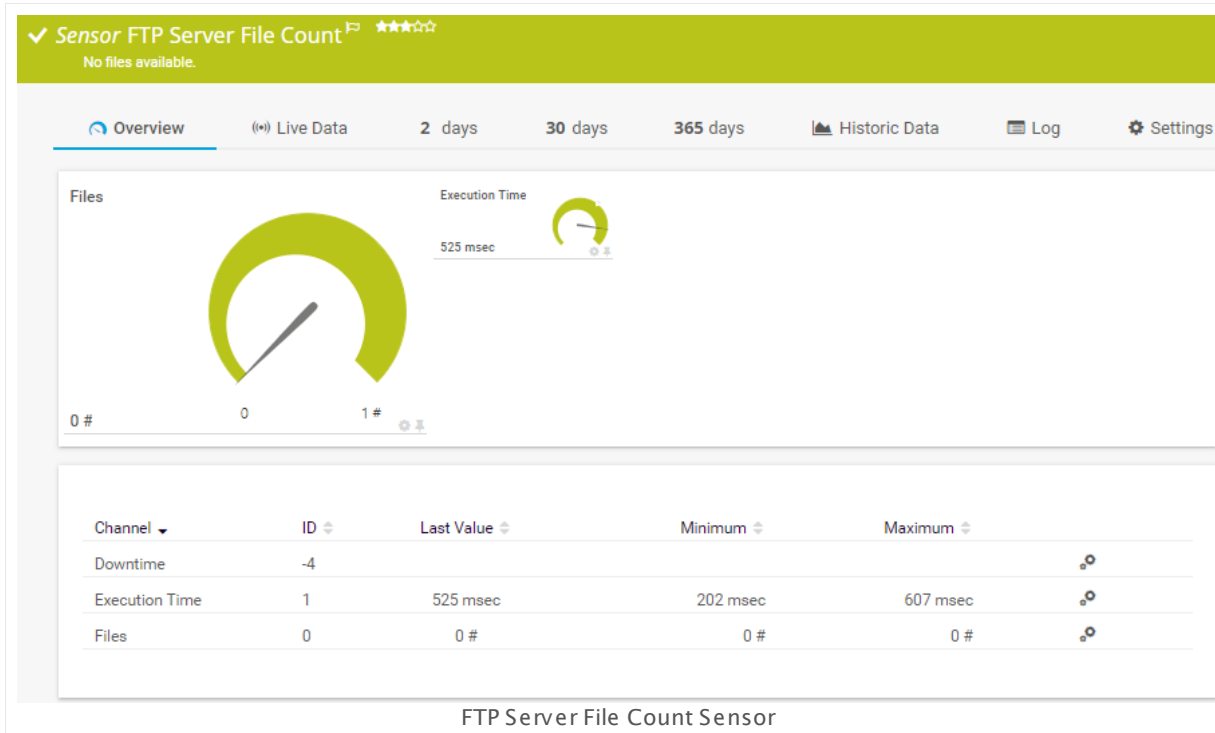 Sensor FTP Server File Count
No files available.
Overview
Live Data
2 days
30 days
365 days
Historic Data
Log
Settings
Files
Execution Time
525 msec
0 #
0
1 #
Channel ID Last Value Minimum Maximum
Downtime -4
Execution Time 1 525 msec 202 msec 607 msec
Files 0 0 # 0 # 0 #
FTP Server File Count Sensor